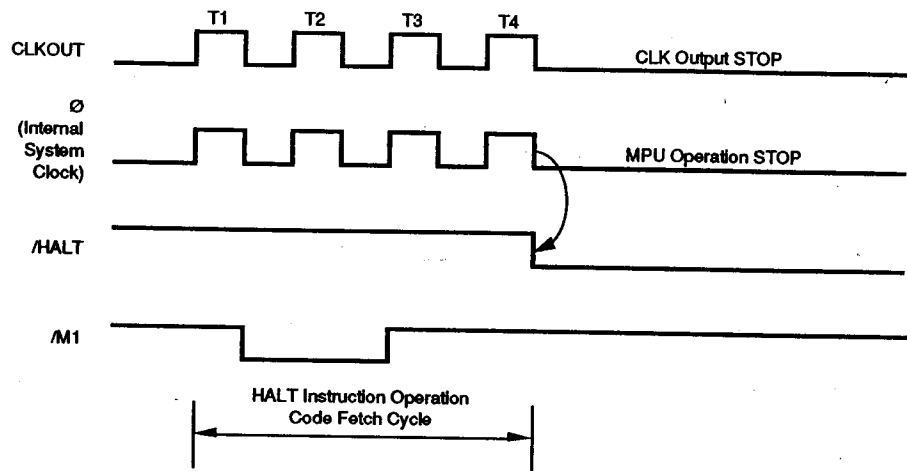 T1 T2 T3 T4
CLKOUT
CLK Output STOP
Ø
(Internal
System
Clock)
MPU Operation STOP
/HALT
/M1
HALT Instruction Operation
Code Fetch Cycle